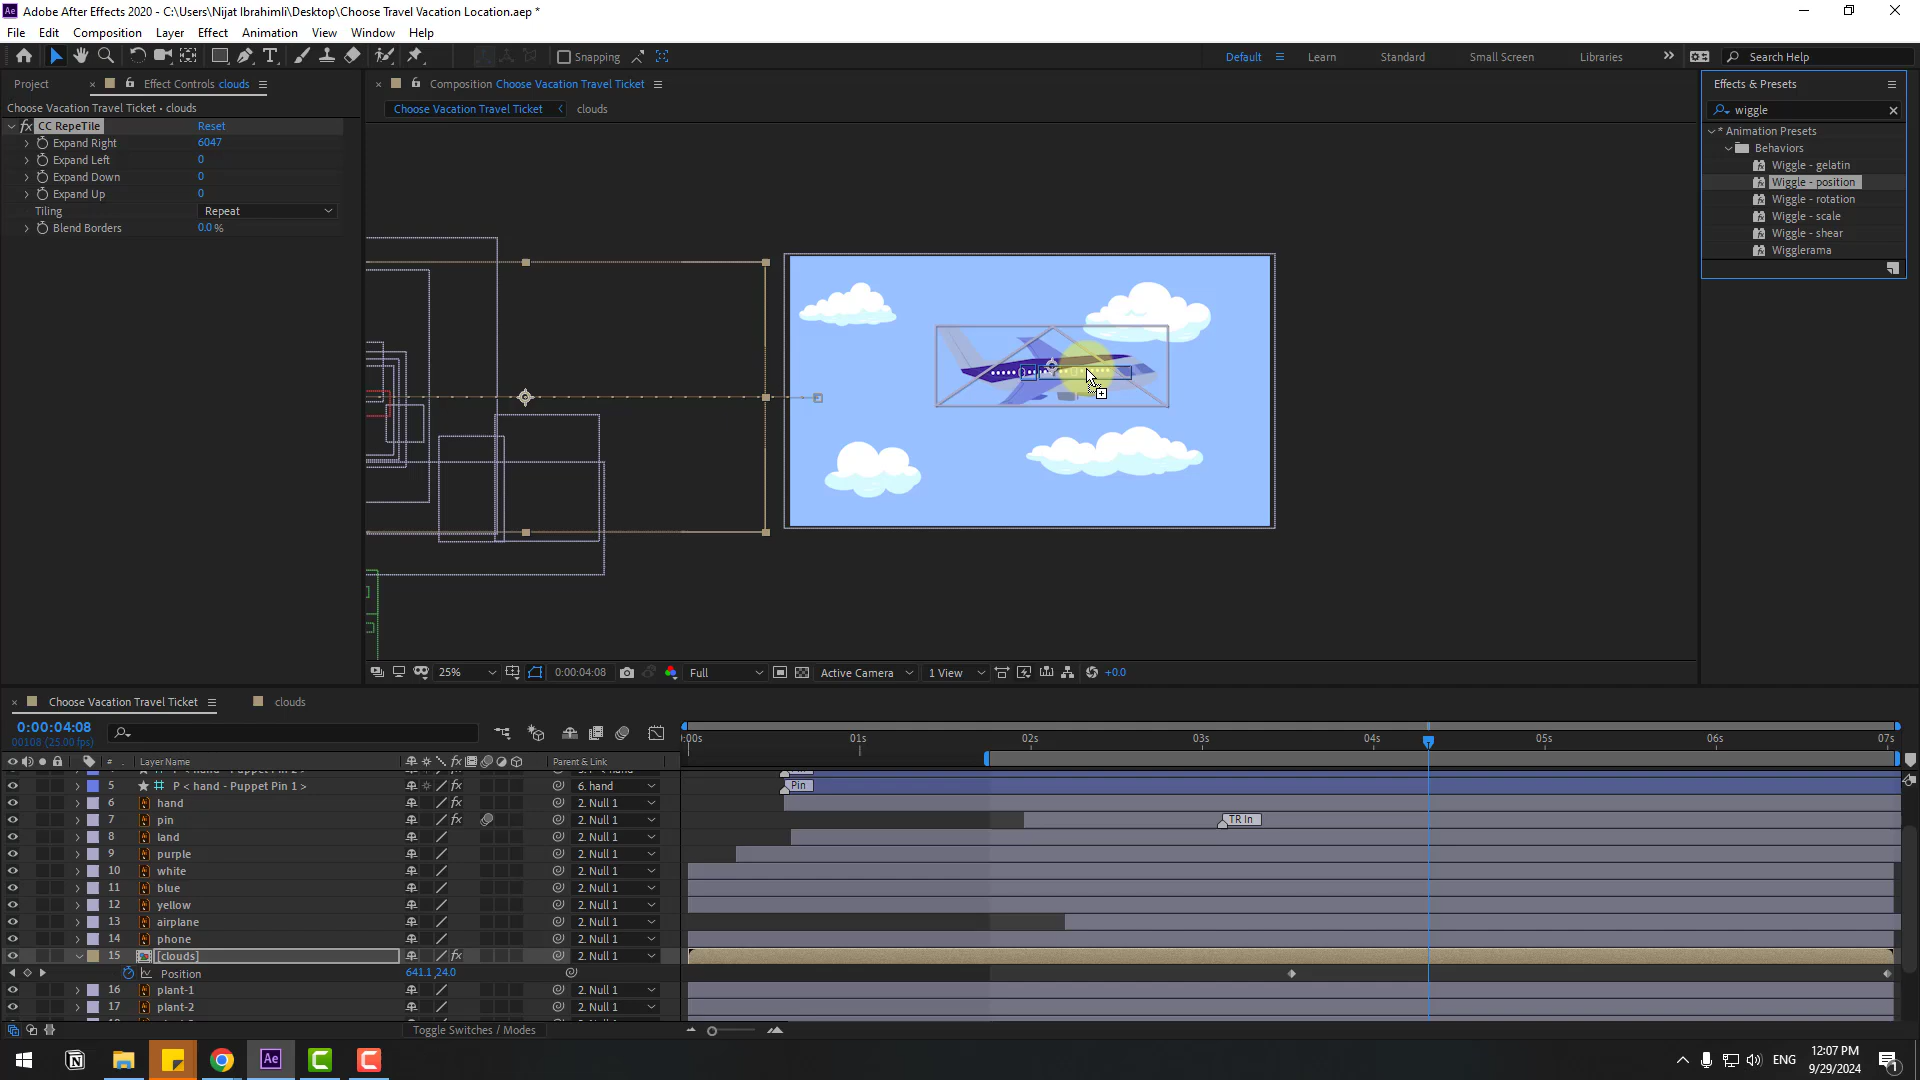 Adobe After Effects 2020 - C:\Users\Nijat Ibrahimli\Desktop\Choose Travel Vacation Location.aep *
File Edit Composition Layer Effect Animation View Window Help
Snapping Default Learn Standard Small Screen Libraries Search Help
Project Effect Controls clouds
Choose Vacation Travel Ticket • clouds
fx CC RepeTile Reset
Expand Right 6047
Expand Left 0
Expand Down 0
Expand Up 0
Tiling Repeat
Blend Borders 0.0 %
Composition Choose Vacation Travel Ticket
Choose Vacation Travel Ticket clouds
Effects & Presets
wiggle
* Animation Presets
Behaviors
Wiggle - gelatin
Wiggle - position
Wiggle - rotation
Wiggle - scale
Wiggle - shear
Wigglerama
25% 0:00:04:08 Full Active Camera 1 View +0.0
Choose Vacation Travel Ticket clouds
0:00:04:08
00108 (25.00 fps)
:00s 01s 02s 03s 04s 05s 06s 07s
# Layer Name fx Parent & Link
5 P < hand - Puppet Pin 1 > fx 6. hand Pin
6 hand fx 2. Null 1
7 pin fx 2. Null 1 TR In
8 land 2. Null 1
9 purple 2. Null 1
10 white 2. Null 1
11 blue 2. Null 1
12 yellow 2. Null 1
13 airplane 2. Null 1
14 phone 2. Null 1
15 [clouds] fx 2. Null 1
Position 641.1,24.0
16 plant-1 2. Null 1
17 plant-2 2. Null 1
Toggle Switches / Modes
Ae
ENG 12:07 PM
9/29/2024
1